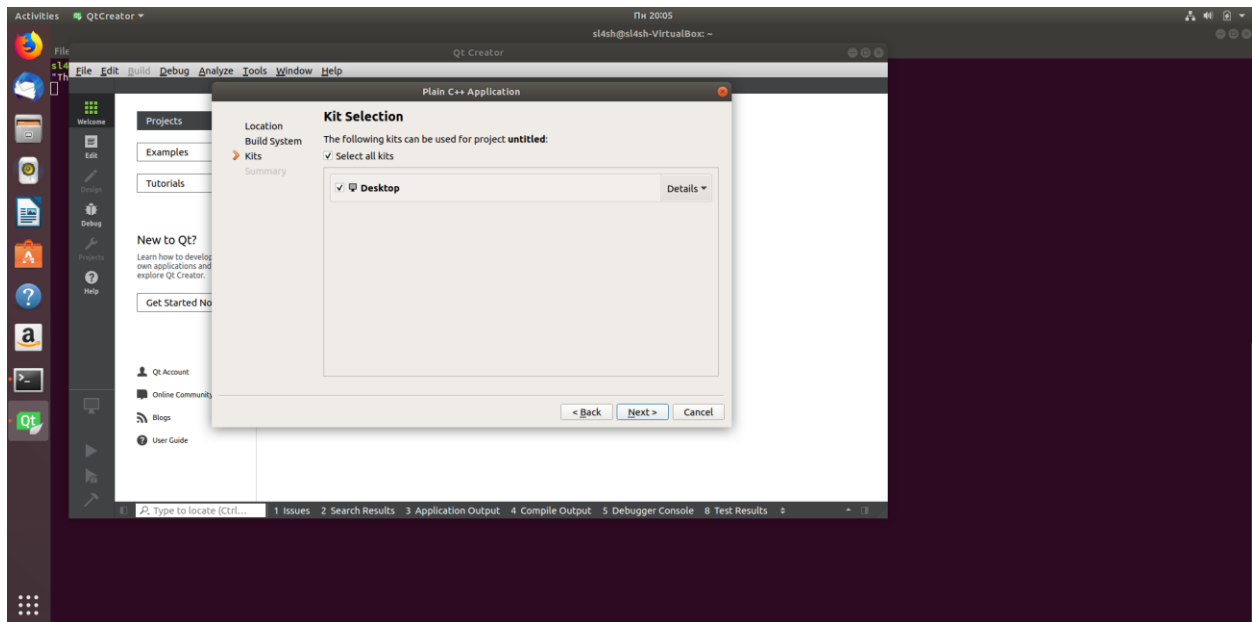 Activities QtCreator Пн 20:05
sl4sh@sl4sh-VirtualBox: ~
File
sl4
"Th
Qt Creator
File Edit Build Debug Analyze Tools Window Help
Plain C++ Application
Welcome
Edit
Design
Debug
Projects
Help
Projects
Examples
Tutorials
New to Qt?
Learn how to develop
own applications and
explore Qt Creator.
Get Started No
Qt Account
Online Community
Blogs
User Guide
Location
Build System
Kits
Summary
Kit Selection
The following kits can be used for project untitled:
Select all kits
Desktop Details
< Back Next > Cancel
Type to locate (Ctrl... 1 Issues 2 Search Results 3 Application Output 4 Compile Output 5 Debugger Console 8 Test Results